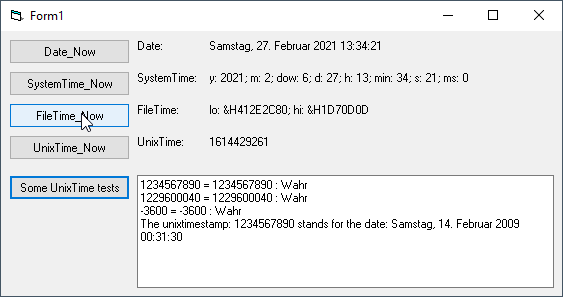 Form1
Date_Now
Date: Samstag, 27. Februar 2021 13:34:21
SystemTime_Now
SystemTime: y: 2021; m: 2; dow: 6; d: 27; h: 13; min: 34; s: 21; ms: 0
FileTime_Now
FileTime: lo: &H412E2C80; hi: &H1D70D0D
UnixTime_Now
UnixTime: 1614429261
Some UnixTime tests
1234567890 = 1234567890 : Wahr
1229600040 = 1229600040 : Wahr
-3600 = -3600 : Wahr
The unixtimestamp: 1234567890 stands for the date: Samstag, 14. Februar 2009
00:31:30